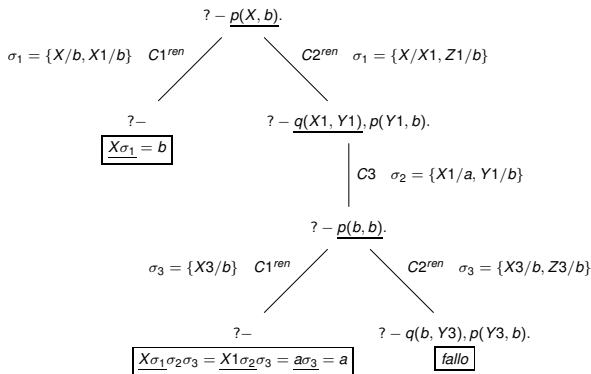 ? − p(X, b).
σ1 = {X/b, X1/b} C1ren C2ren σ1 = {X/X1, Z1/b}
?− ? − q(X1, Y1), p(Y1, b).
Xσ1 = b
C3 σ2 = {X1/a, Y1/b}
? − p(b, b).
σ3 = {X3/b} C1ren C2ren σ3 = {X3/b, Z3/b}
?− ? − q(b, Y3), p(Y3, b).
Xσ1σ2σ3 = X1σ2σ3 = aσ3 = a fallo